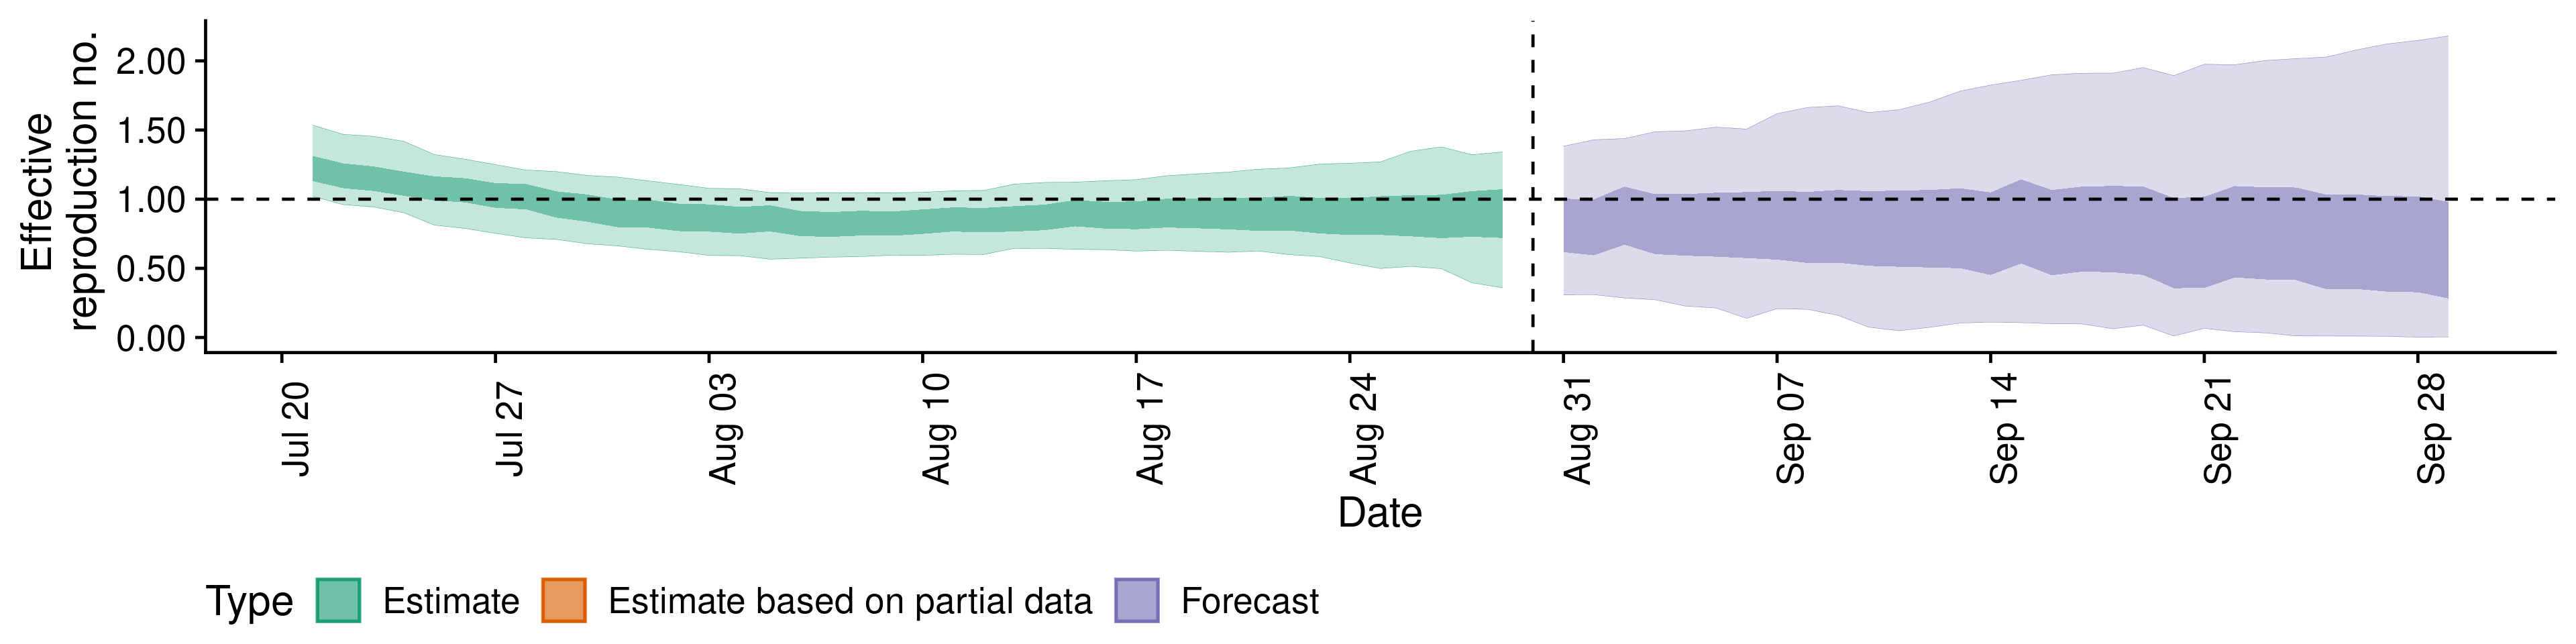 Effective
reproduction no.
2.00
1.50
1.00
0.50
0.00
Jul 20
Jul 27
Aug 03
Aug 10
Aug 17
Aug 24
Aug 31
Sep 07
Sep 14
Sep 21
Sep 28
Date
Type Estimate Estimate based on partial data Forecast